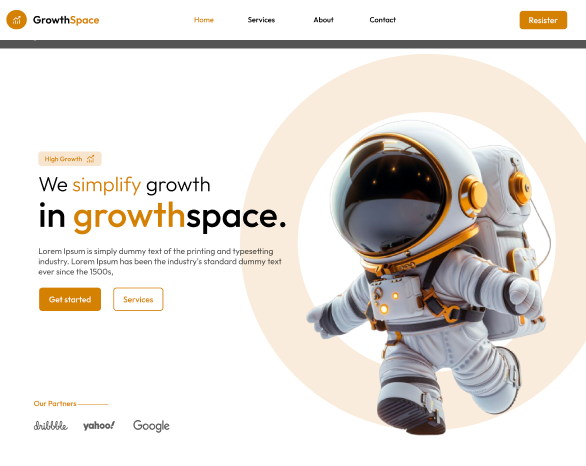 GrowthSpace
Home
Services
About
Contact
Resister
High Growth
We simplify growth
in growthspace.
Lorem Ipsum is simply dummy text of the printing and typesetting
industry. Lorem Ipsum has been the industry's standard dummy text
ever since the 1500s,
Get started
Services
Our Partners
dribbble
yahoo!
Google